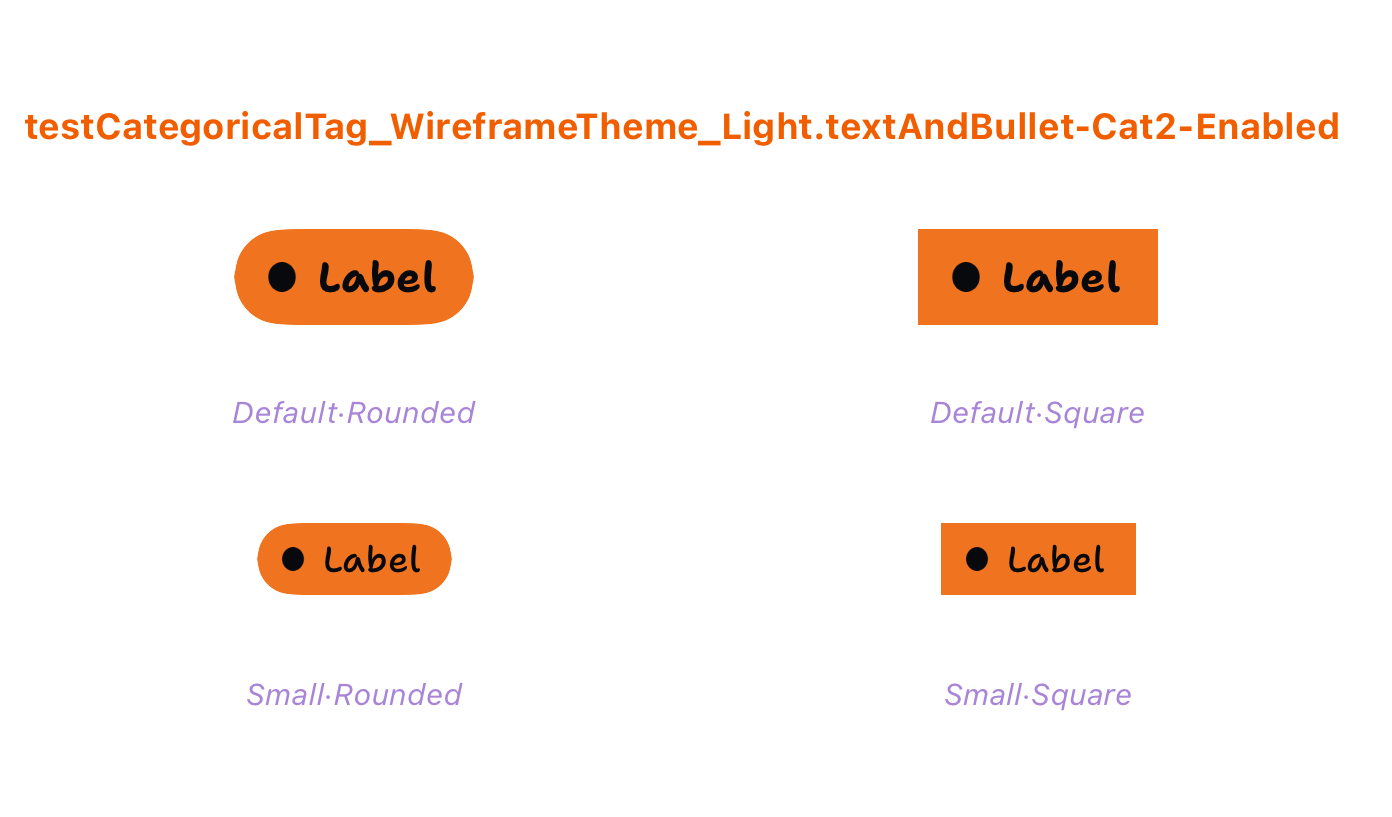 testCategoricalTag_WireframeTheme_Light.textAndBullet-Cat2-Enabled
Label
Label
Default·Rounded
Default·Square
Label
Label
Small·Rounded
Small·Square